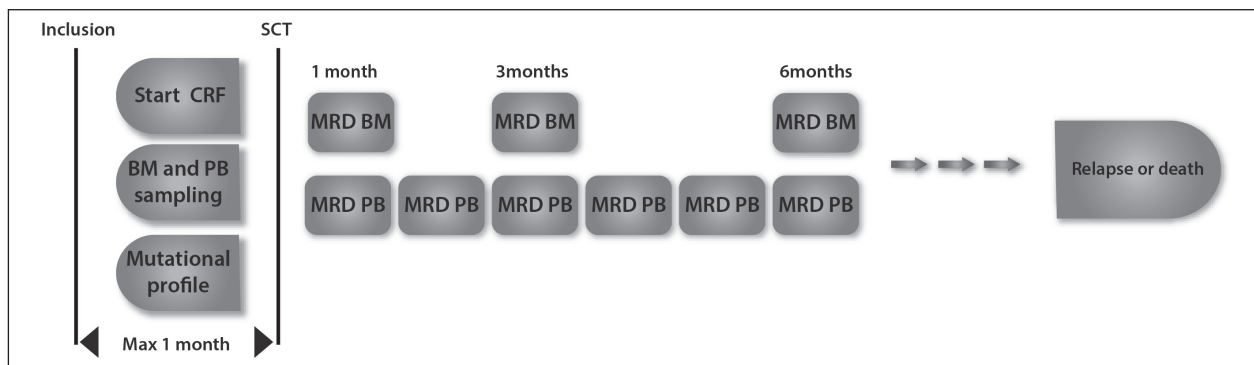 Inclusion
SCT
Start CRF
BM and PB
sampling
Mutational
profile
Max 1 month
1 month
3months
6months
MRD BM
MRD BM
MRD BM
MRD PB
MRD PB
MRD PB
MRD PB
MRD PB
MRD PB
Relapse or death